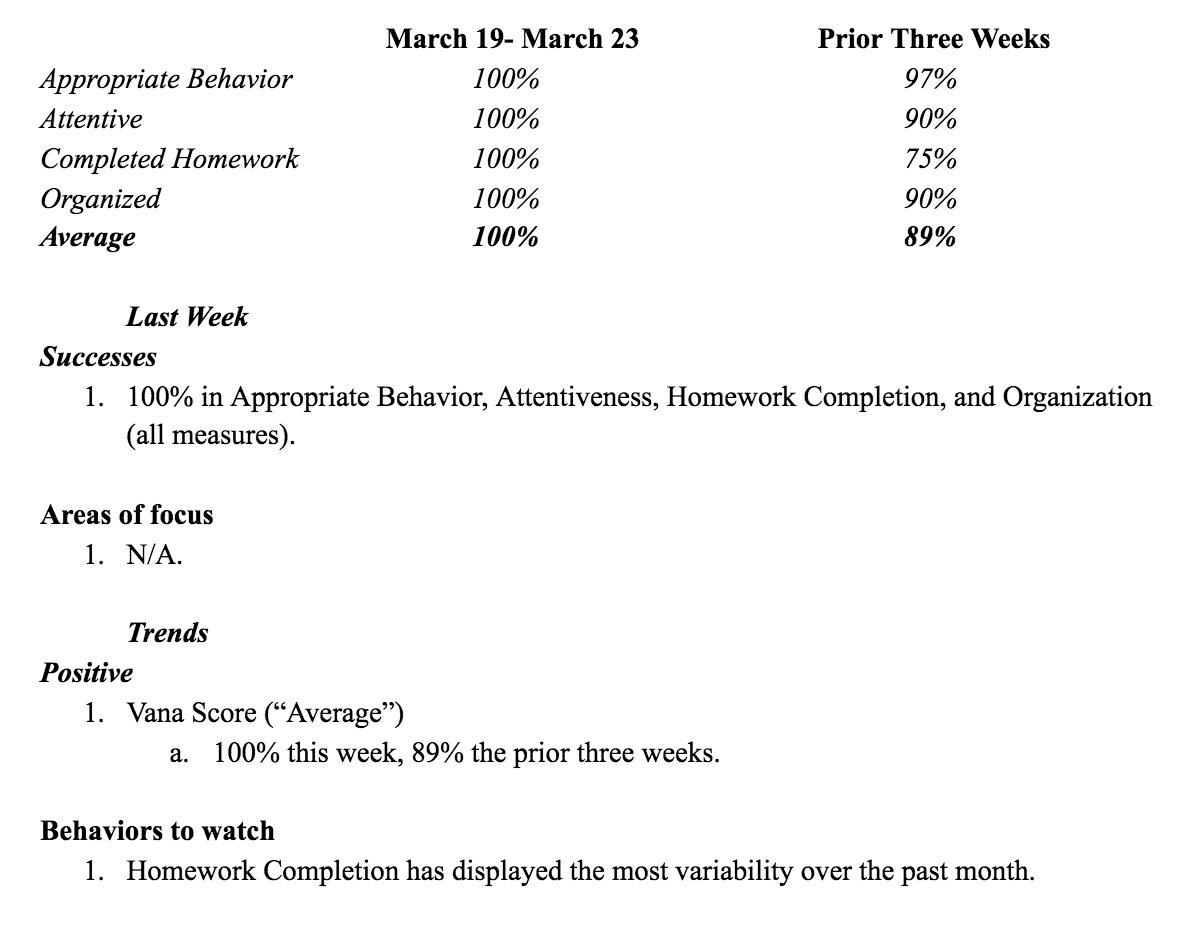 March 19- March 23 Prior Three Weeks
Appropriate Behavior 100% 97%
Attentive 100% 90%
Completed Homework 100% 75%
Organized 100% 90%
Average 100% 89%
Last Week
Successes
1. 100% in Appropriate Behavior, Attentiveness, Homework Completion, and Organization
(all measures).
Areas of focus
1. N/A.
Trends
Positive
1. Vana Score (“Average”)
a. 100% this week, 89% the prior three weeks.
Behaviors to watch
1. Homework Completion has displayed the most variability over the past month.